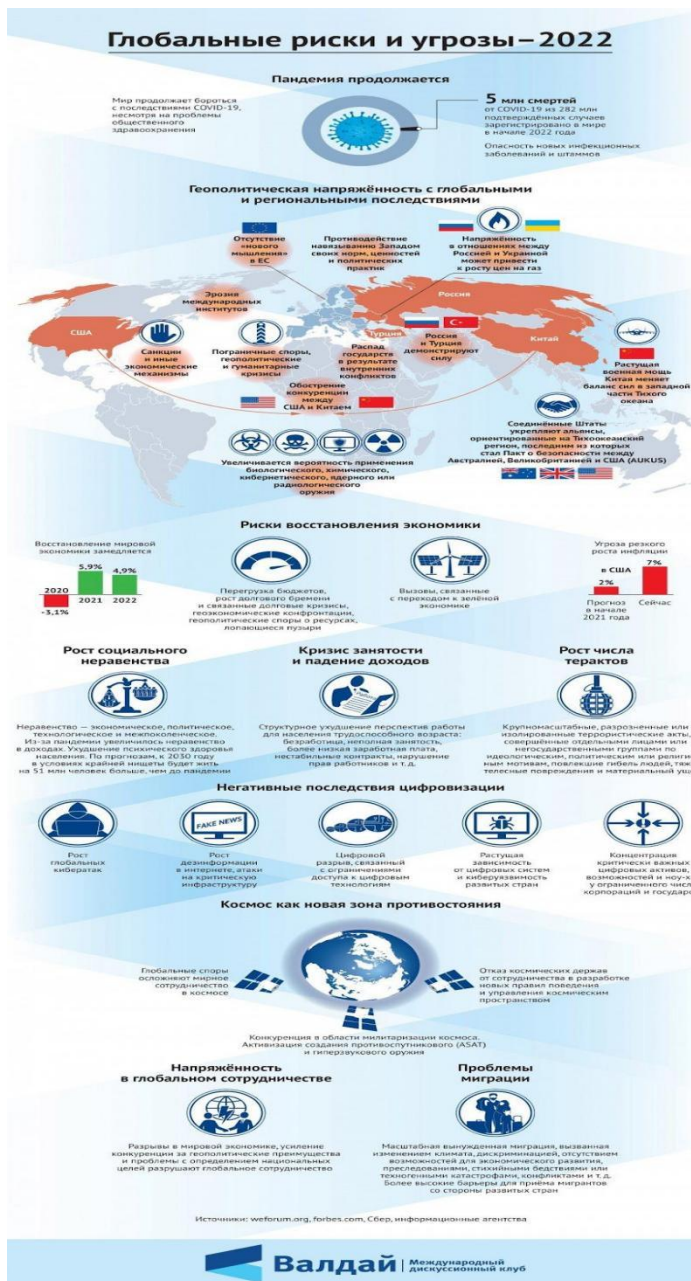 Глобальные риски и угрозы–2022
Пандемия продолжается
Мир продолжает бороться
с последствиями COVID-19,
несмотря на проблемы
общественного
здравоохранения
5 млн смертей
от COVID-19 из 282 млн
подтверждённых случаев
зарегистрировано в мире
в начале 2022 года
Опасность новых инфекционных
заболеваний и штаммов
Геополитическая напряжённость с глобальными
и региональными последствиями
Отсутствие
«нового
мышления»
в ЕС
Противодействие
навязыванию Западом
своих норм, ценностей
и политических
практик
Напряжённость
в отношениях между
Россией и Украиной
может привести
к росту цен на газ
Эрозия
международных
институтов
Россия
США
Турция
Китай
Санкции
и иные
экономические
механизмы
Пограничные споры,
геополитические
и гуманитарные
кризисы
Распад
государств
в результате
внутренних
конфликтов
Россия
и Турция
демонстрируют
силу
Растущая
военная мощь
Китая меняет
баланс сил в западной
части Тихого
океана
Обострение
конкуренции
между
США и Китаем
Соединённые Штаты
укрепляют альянсы,
ориентированные на Тихоокеанский
регион, последним из которых
стал Пакт о безопасности между
Австралией, Великобританией и США (AUKUS)
Увеличивается вероятность применения
биологического, химического,
кибернетического, ядерного или
радиологического
оружия
Риски восстановления экономики
Восстановление мировой
экономики замедляется
2020
-3,1%
5,9%
2021
4,9%
2022
Перегрузка бюджетов,
рост долгового бремени
и связанные долговые кризисы,
геоэкономические конфронтации,
геополитические споры о ресурсах,
лопающиеся пузыри
Вызовы, связанные
с переходом к зелёной
экономике
Угроза резкого
роста инфляции
в США
2%
7%
Прогноз
в начале
2021 года
Сейчас
Рост социального
неравенства
Неравенство — экономическое, политическое,
технологическое и межпоколенческое.
Из-за пандемии увеличилось неравенство
в доходах. Ухудшение психического здоровья
населения. По прогнозам, к 2030 году
в условиях крайней нищеты будет жить
на 51 млн человек больше, чем до пандемии
Кризис занятости
и падение доходов
Структурное ухудшение перспектив работы
для населения трудоспособного возраста:
безработица, неполная занятость,
более низкая заработная плата,
нестабильные контракты, нарушение
прав работников и т. д.
Рост числа
терактов
Крупномасштабные, разрозненные или
изолированные террористические акты,
совершённые отдельными лицами или
негосударственными группами по
идеологическим, политическим или религи
ным мотивам, повлекшие гибель людей, тяж
телесные повреждения и материальный ущ
Негативные последствия цифровизации
FAKE NEWS
Рост
глобальных
кибератак
Рост
дезинформации
в интернете, атаки
на критическую
инфраструктуру
Цифровой
разрыв, связанный
с ограничениями
доступа к цифровым
технологиям
Растущая
зависимость
от цифровых систем
и киберуязвимость
развитых стран
Концентрация
критически важных
цифровых активов,
возможностей и ноу-х
у ограниченного числ
корпораций и государ
Космос как новая зона противостояния
Глобальные споры
осложняют мирное
сотрудничество
в космосе
Отказ космических держав
от сотрудничества в разработке
новых правил поведения
и управления космическим
пространством
Конкуренция в области милитаризации космоса.
Активизация создания противоспутникового (ASAT)
и гиперзвукового оружия
Напряжённость
в глобальном сотрудничестве
Разрывы в мировой экономике, усиление
конкуренции за геополитические преимущества
и проблемы с определением национальных
целей разрушают глобальное сотрудничество
Проблемы
миграции
Масштабная вынужденная миграция, вызванная
изменением климата, дискриминацией, отсутствием
возможностей для экономического развития,
преследованиями, стихийными бедствиями или
техногенными катастрофами, конфликтами и т. д.
Более высокие барьеры для приёма мигрантов
со стороны развитых стран
Источники: weforum.org, forbes.com, Сбер, информационные агентства
Валдай
Международный
дискуссионный клуб